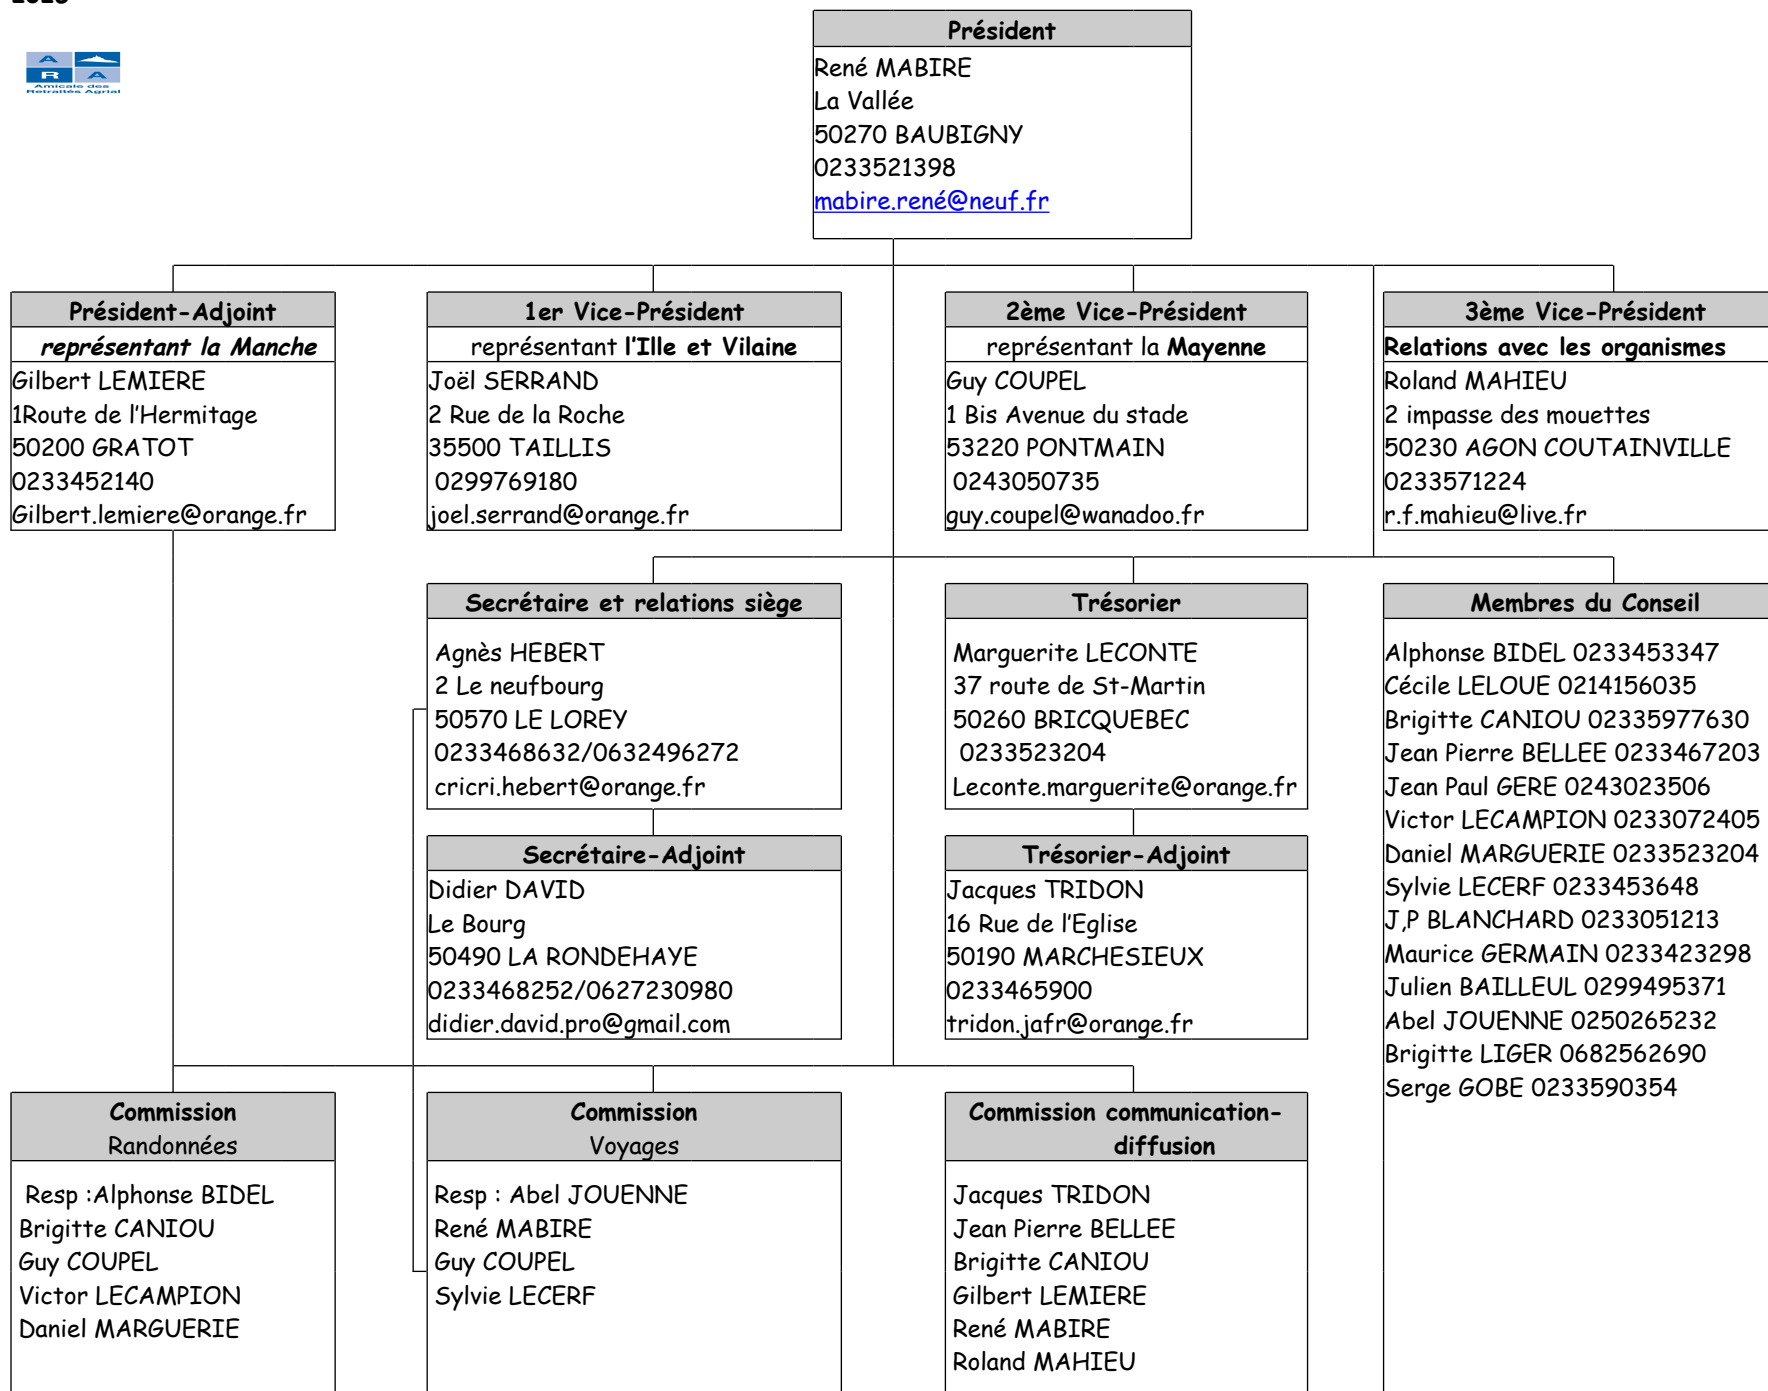 A
R A
Amicale des
Retraités Agrial
Président
René MABIRE
La Vallée
50270 BAUBIGNY
0233521398
mabire.rené@neuf.fr
Président-Adjoint
représentant la Manche
Gilbert LEMIERE
1Route de l'Hermitage
50200 GRATOT
0233452140
Gilbert.lemiere@orange.fr
1er Vice-Président
représentant l'Ille et Vilaine
Joël SERRAND
2 Rue de la Roche
35500 TAILLIS
0299769180
joel.serrand@orange.fr
2ème Vice-Président
représentant la Mayenne
Guy COUPEL
1 Bis Avenue du stade
53220 PONTMAIN
0243050735
guy.coupel@wanadoo.fr
3ème Vice-Président
Relations avec les organismes
Roland MAHIEU
2 impasse des mouettes
50230 AGON COUTAINVILLE
0233571224
r.f.mahieu@live.fr
Secrétaire et relations siège
Agnès HEBERT
2 Le neufbourg
50570 LE LOREY
0233468632/0632496272
cricri.hebert@orange.fr
Trésorier
Marguerite LECONTE
37 route de St-Martin
50260 BRICQUEBEC
0233523204
Leconte.marguerite@orange.fr
Membres du Conseil
Alphonse BIDEL 0233453347
Cécile LELOUE 0214156035
Brigitte CANIOU 02335977630
Jean Pierre BELLEE 0233467203
Jean Paul GERE 0243023506
Victor LECAMPION 0233072405
Daniel MARGUERIE 0233523204
Sylvie LECERF 0233453648
J,P BLANCHARD 0233051213
Maurice GERMAIN 0233423298
Julien BAILLEUL 0299495371
Abel JOUENNE 0250265232
Brigitte LIGER 0682562690
Serge GOBE 0233590354
Secrétaire-Adjoint
Didier DAVID
Le Bourg
50490 LA RONDEHAYE
0233468252/0627230980
didier.david.pro@gmail.com
Trésorier-Adjoint
Jacques TRIDON
16 Rue de l'Eglise
50190 MARCHESIEUX
0233465900
tridon.jafr@orange.fr
Commission
Randonnées
Resp :Alphonse BIDEL
Brigitte CANIOU
Guy COUPEL
Victor LECAMPION
Daniel MARGUERIE
Commission
Voyages
Resp : Abel JOUENNE
René MABIRE
Guy COUPEL
Sylvie LECERF
Commission communication-
diffusion
Jacques TRIDON
Jean Pierre BELLEE
Brigitte CANIOU
Gilbert LEMIERE
René MABIRE
Roland MAHIEU